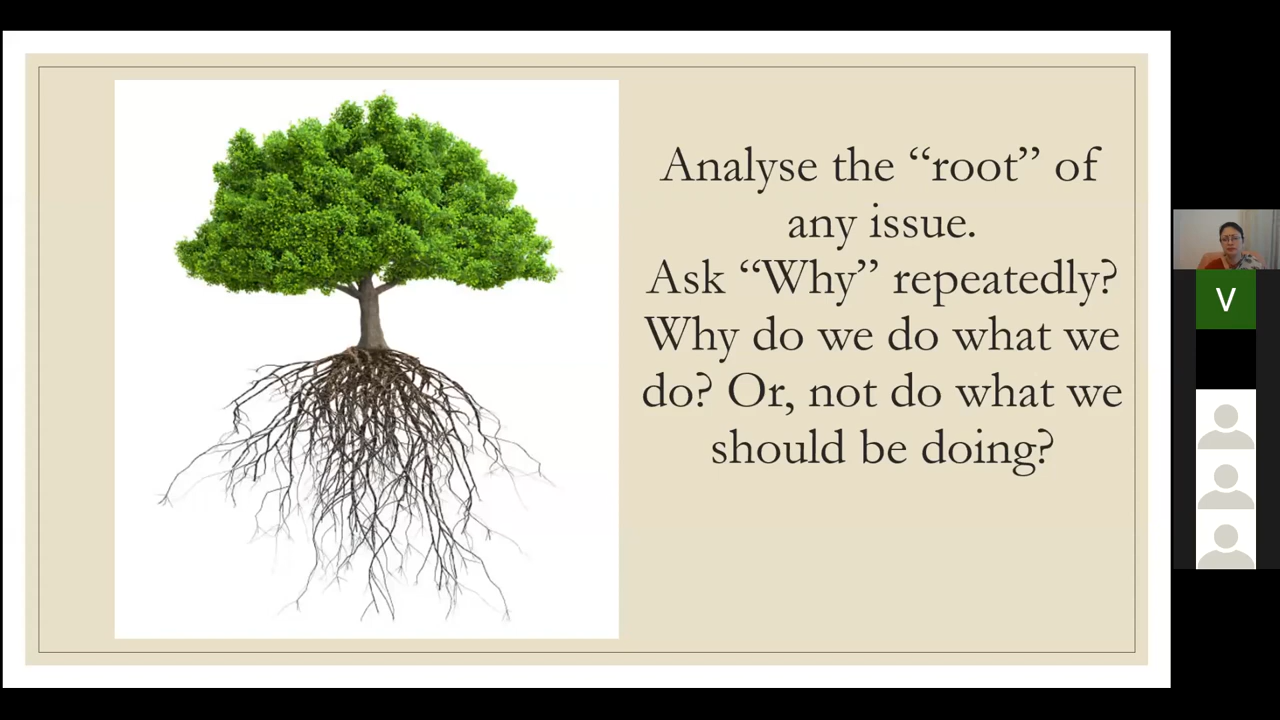 Analyse the “root” of
any issue.
Ask “Why” repeatedly?
Why do we do what we
do? Or, not do what we
should be doing?
V